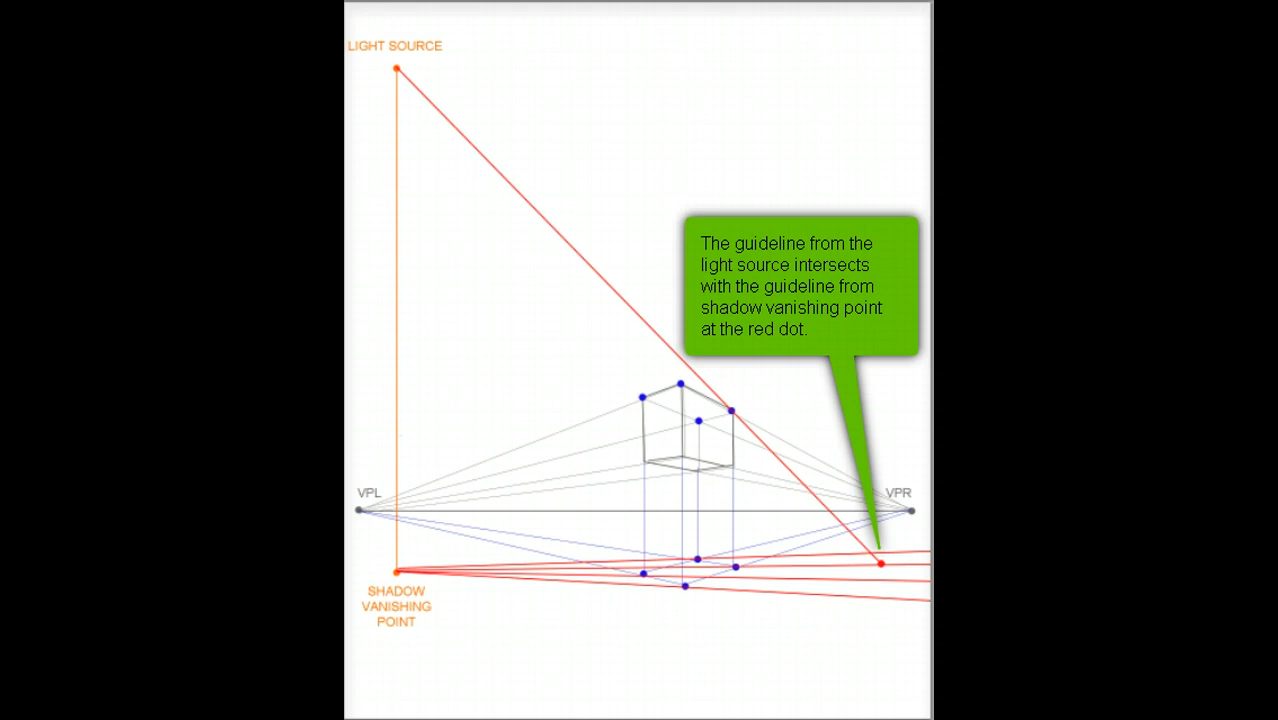 LIGHT SOURCE
The guideline from the
light source intersects
with the guideline from
shadow vanishing point
at the red dot.
VPL
VPR
SHADOW
VANISHING
POINT